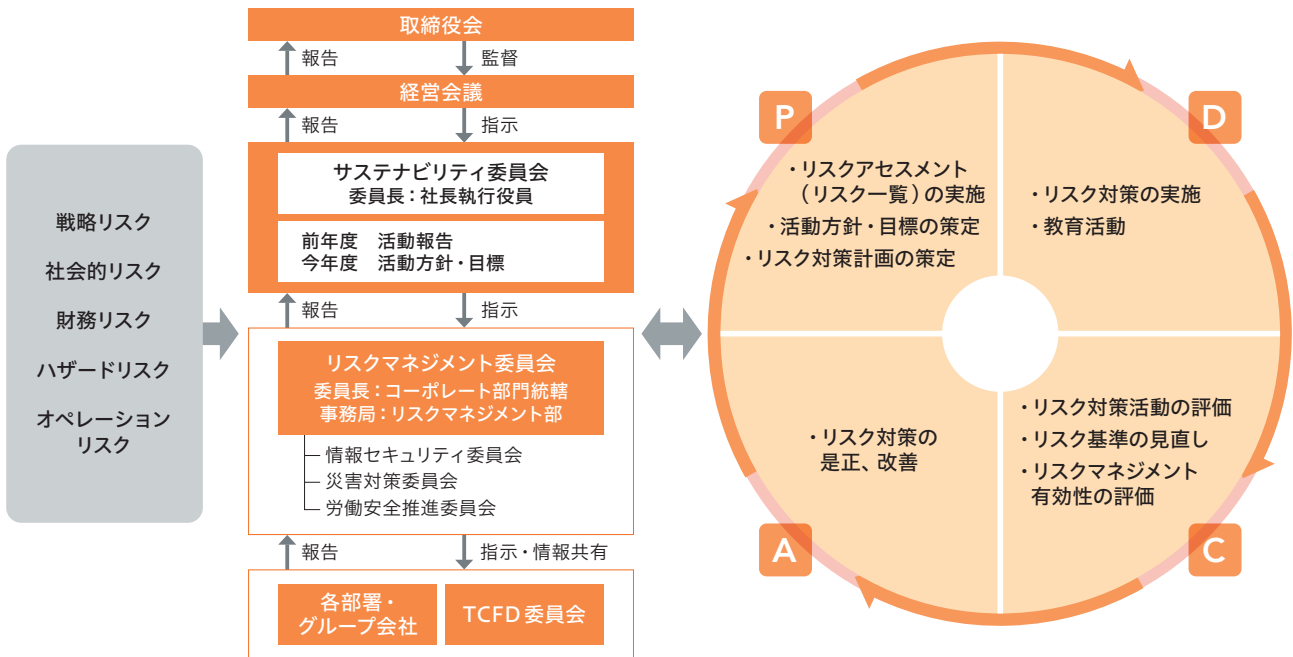 戦略リスク
社会的リスク
財務リスク
ハザードリスク
オペレーション
リスク
取締役会
報告
監督
経営会議
報告
指示
サステナビリティ委員会
委員長：社長執行役員
前年度　活動報告
今年度　活動方針・目標
報告
指示
リスクマネジメント委員会
委員長：コーポレート部門統轄
事務局：リスクマネジメント部
情報セキュリティ委員会
災害対策委員会
労働安全推進委員会
報告
指示・情報共有
各部署・
グループ会社
TCFD委員会
P
・リスクアセスメント
（リスク一覧）の実施
・活動方針・目標の策定
・リスク対策計画の策定
D
・リスク対策の実施
・教育活動
C
・リスク対策活動の評価
・リスク基準の見直し
・リスクマネジメント
有効性の評価
A
・リスク対策の
是正、改善